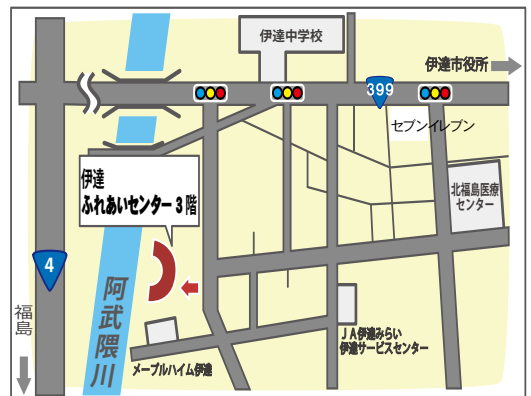 伊達中学校
伊達市役所
399
セブンイレブン
伊達
ふれあいセンター 3 階
北福島医療
センター
4
阿武隈川
福島
JA伊達みらい
伊達サービスセンター
メープルハイム伊達